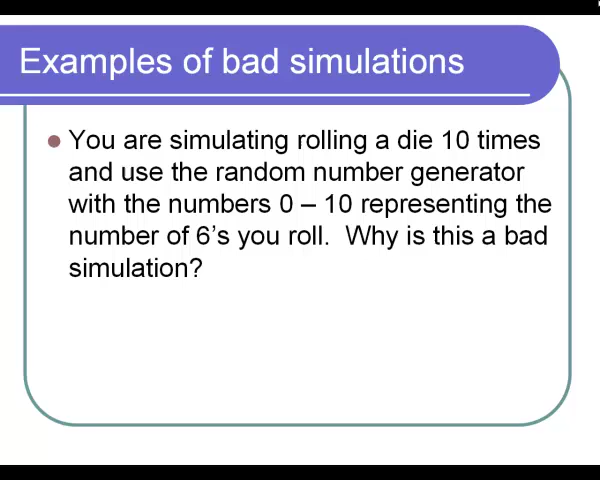 Examples of bad simulations
You are simulating rolling a die 10 times
and use the random number generator
with the numbers 0 – 10 representing the
number of 6’s you roll.  Why is this a bad
simulation?